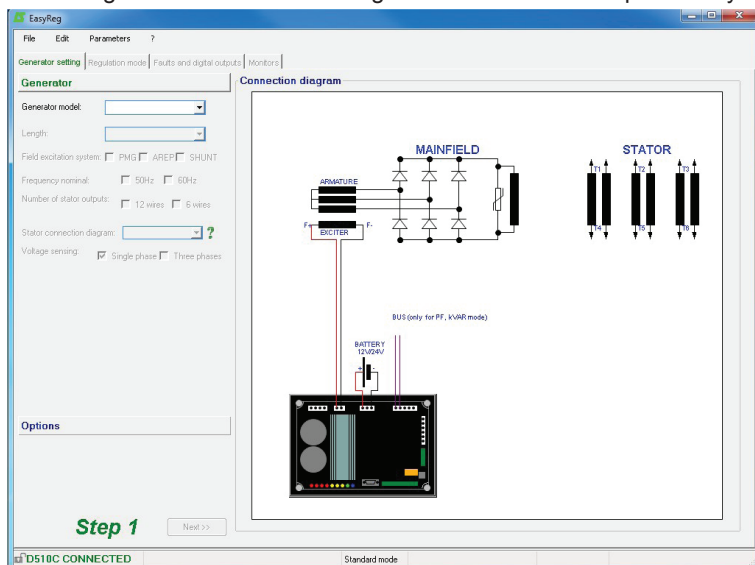 EasyReg
File Edit Parameters ?
Generator setting Regulation mode Faults and digital outputs Monitors
Generator
Generator model:
Length:
Field excitation system: PMG AREP SHUNT
Frequency nominal: 50Hz 60Hz
Number of stator outputs: 12 wires 6 wires
Stator connection diagram: ?
Voltage sensing: Single phase Three phases
Options
Step 1
Next >>
Connection diagram
MAINFIELD
STATOR
ARMATURE
T1 T2 T3
F+ F-
EXCITER
T4 T5 T6
BUS (only for PF, kVAR mode)
BATTERY
12V/24V
+ -
D510C CONNECTED
Standard mode